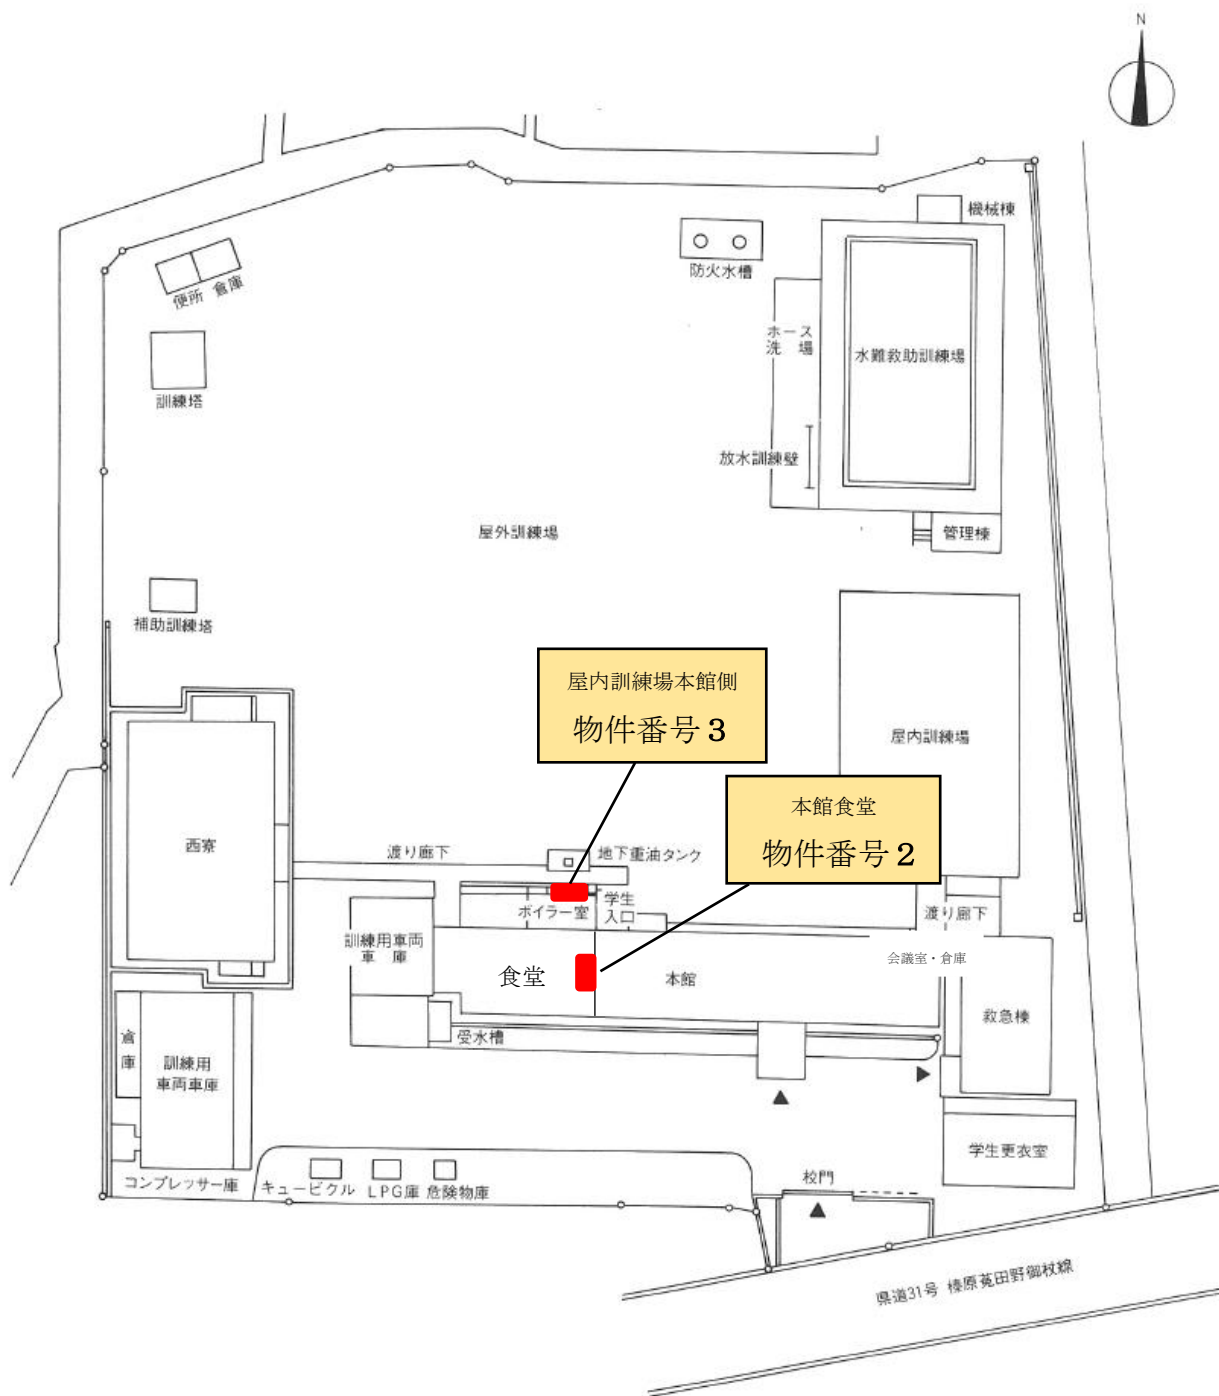 N
機械棟
防火水槽
便所 倉庫
ホース
洗 場
水難救助訓練場
訓練塔
放水訓練壁
屋外訓練場
管理棟
補助訓練塔
屋内訓練場本館側
物件番号3
屋内訓練場
本館食堂
物件番号2
西寮
渡り廊下
地下重油タンク
学生
入口
ボイラー室
渡り廊下
訓練用車両
車 庫
会議室・倉庫
食堂
本館
救急棟
受水槽
倉
庫
訓練用
車両車庫
学生更衣室
コンプレッサー庫
キュービクル
LPG庫
危険物庫
校門
県道31号 榛原菟田野御杖線